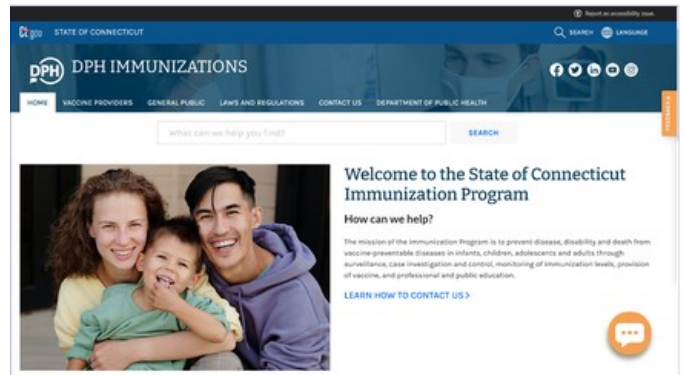 Report an accessibility issue.
CT.gov STATE OF CONNECTICUT
SEARCH LANGUAGE
DPH DPH IMMUNIZATIONS
HOME VACCINE PROVIDERS GENERAL PUBLIC LAWS AND REGULATIONS CONTACT US DEPARTMENT OF PUBLIC HEALTH
FEEDBACK
What can we help you find? SEARCH
Welcome to the State of Connecticut
Immunization Program
How can we help?
The mission of the Immunization Program is to prevent disease, disability and death from
vaccine-preventable diseases in infants, children, adolescents and adults through
surveillance, case investigation and control, monitoring of immunization levels, provision
of vaccine, and professional and public education.
LEARN HOW TO CONTACT US >